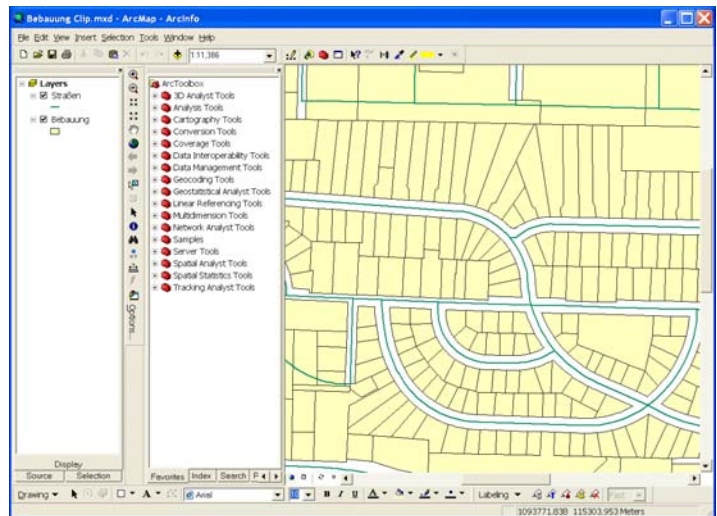 Bebauung Clip.mxd - ArcMap - ArcInfo
File Edit View Insert Selection Tools Window Help
1:11,386
Layers
Straßen
Bebauung
Display
Source Selection
Options...
ArcToolbox
3D Analyst Tools
Analysis Tools
Cartography Tools
Conversion Tools
Coverage Tools
Data Interoperability Tools
Data Management Tools
Geocoding Tools
Geostatistical Analyst Tools
Linear Referencing Tools
Multidimension Tools
Network Analyst Tools
Samples
Server Tools
Spatial Analyst Tools
Spatial Statistics Tools
Tracking Analyst Tools
Favorites Index Search
Drawing A Arial 10 B I U A Labeling Fast
1093771.838 115303.953 Meters